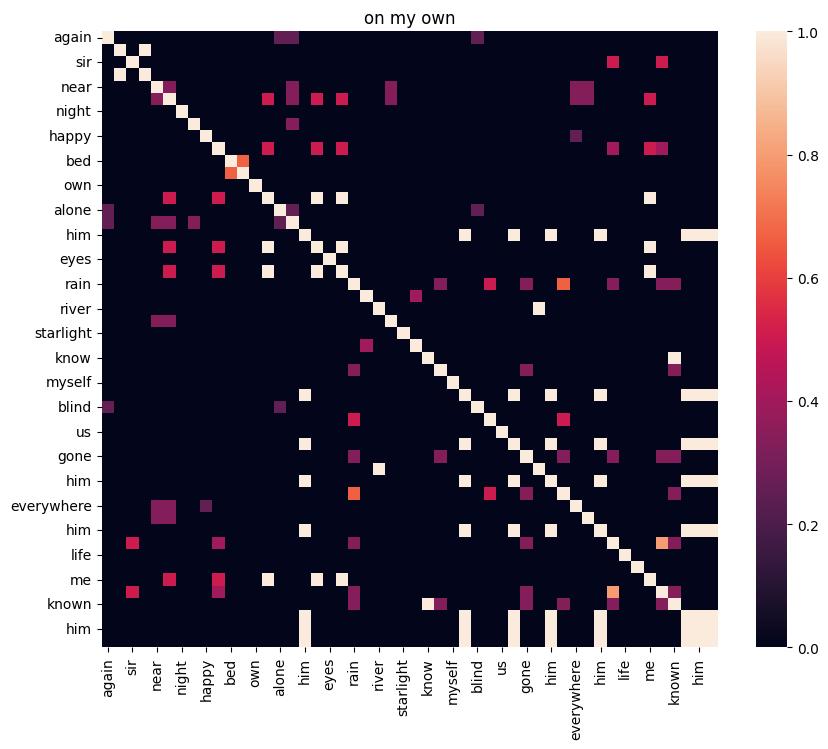 on my own
again
sir
near
night
happy
bed
own
alone
him
eyes
rain
river
starlight
know
myself
blind
us
gone
him
everywhere
him
life
me
known
him
1.0
0.8
0.6
0.4
0.2
0.0
again
sir
near
night
happy
bed
own
alone
him
eyes
rain
river
starlight
know
myself
blind
us
gone
him
everywhere
him
life
me
known
him